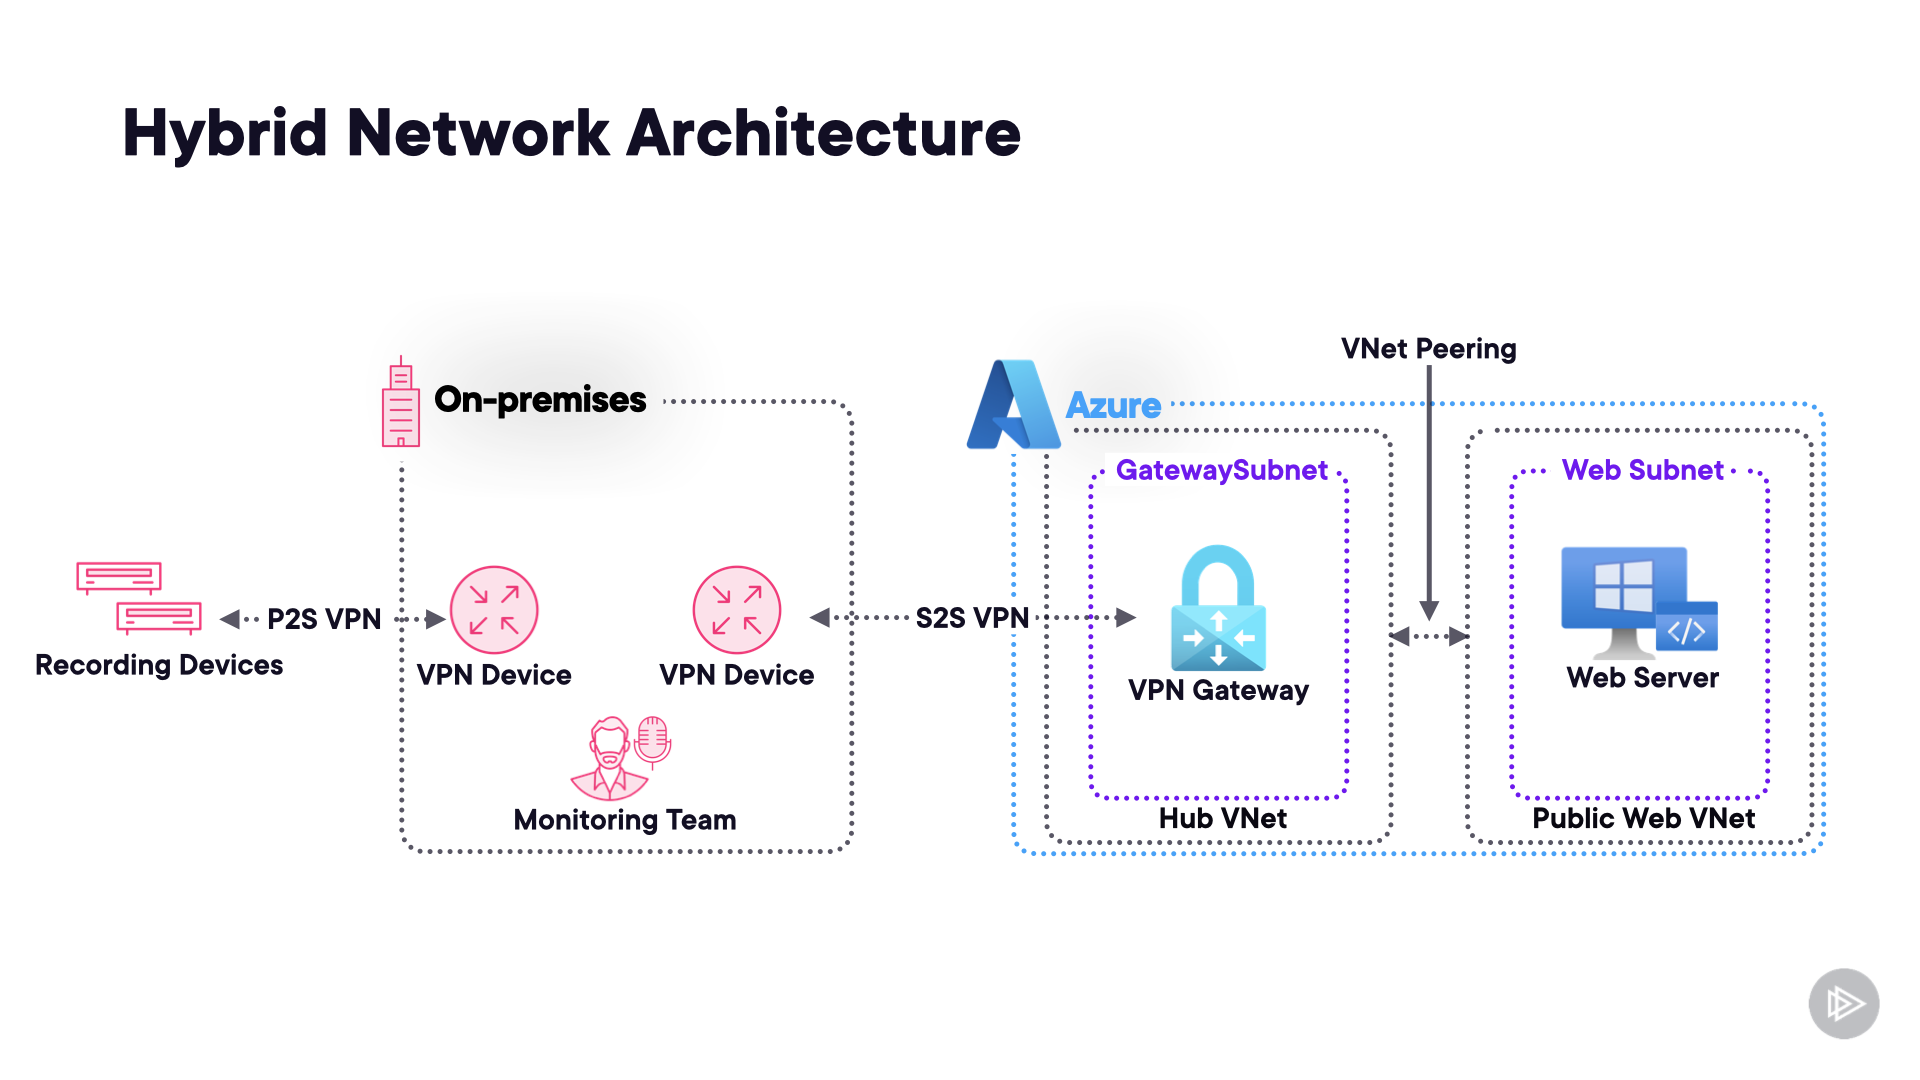 Hybrid Network Architecture
VNet Peering
On-premises
Azure
GatewaySubnet
Web Subnet
P2S VPN
S2S VPN
Recording Devices
VPN Device
VPN Device
VPN Gateway
Web Server
Monitoring Team
Hub VNet
Public Web VNet